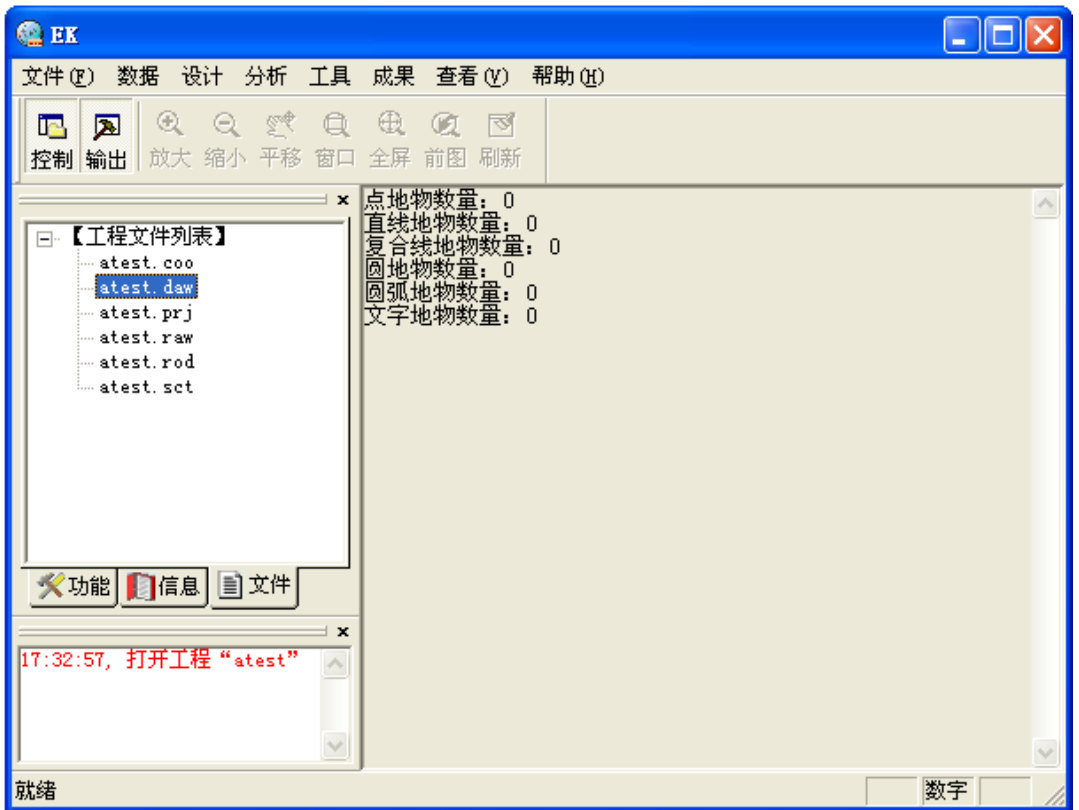 EK
文件(F) 数据 设计 分析 工具 成果 查看(V) 帮助(H)
控制 输出 放大 缩小 平移 窗口 全屏 前图 刷新
【工程文件列表】
atest.coo
atest.daw
atest.prj
atest.raw
atest.rod
atest.sct
功能 信息 文件
17:32:57, 打开工程“atest”
点地物数量: 0
直线地物数量: 0
复合线地物数量: 0
圆地物数量: 0
圆弧地物数量: 0
文字地物数量: 0
就绪 数字